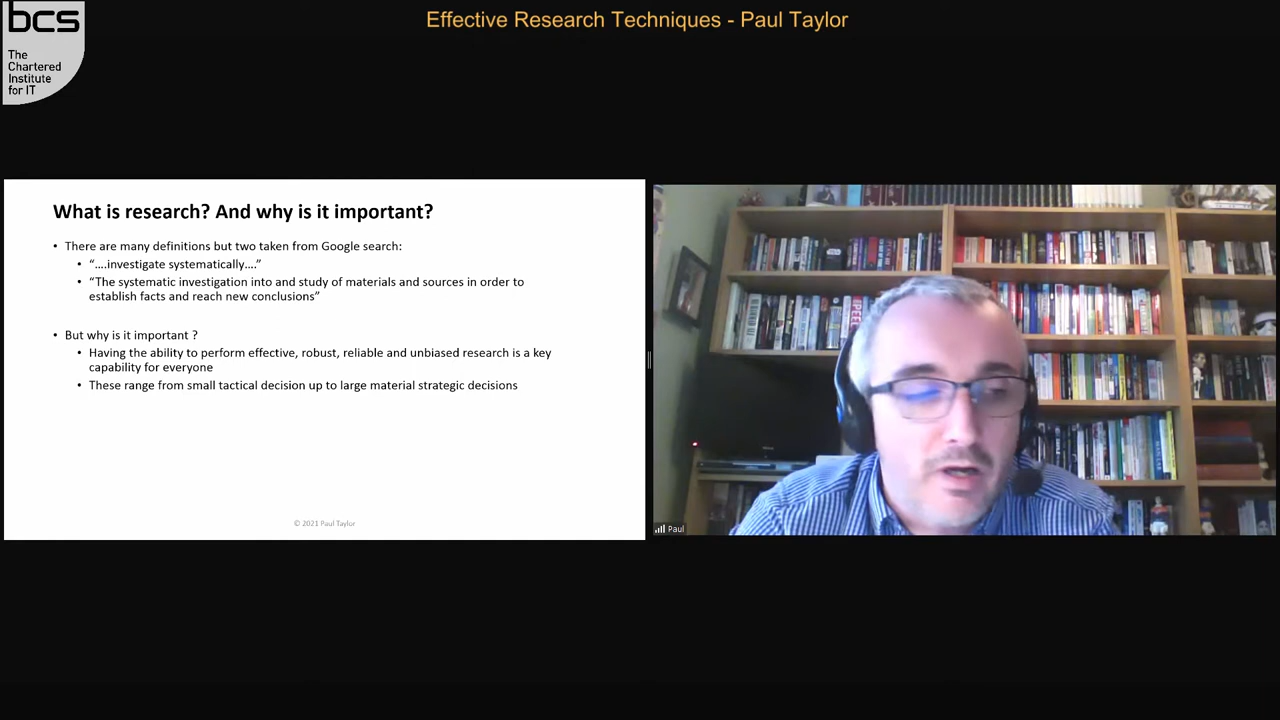 bcs
The
Chartered
Institute
for IT
Effective Research Techniques - Paul Taylor
What is research? And why is it important?
• There are many definitions but two taken from Google search:
• “....investigate systematically....”
• “The systematic investigation into and study of materials and sources in order to
establish facts and reach new conclusions”
• But why is it important ?
• Having the ability to perform effective, robust, reliable and unbiased research is a key
capability for everyone
• These range from small tactical decision up to large material strategic decisions
© 2021 Paul Taylor
Paul